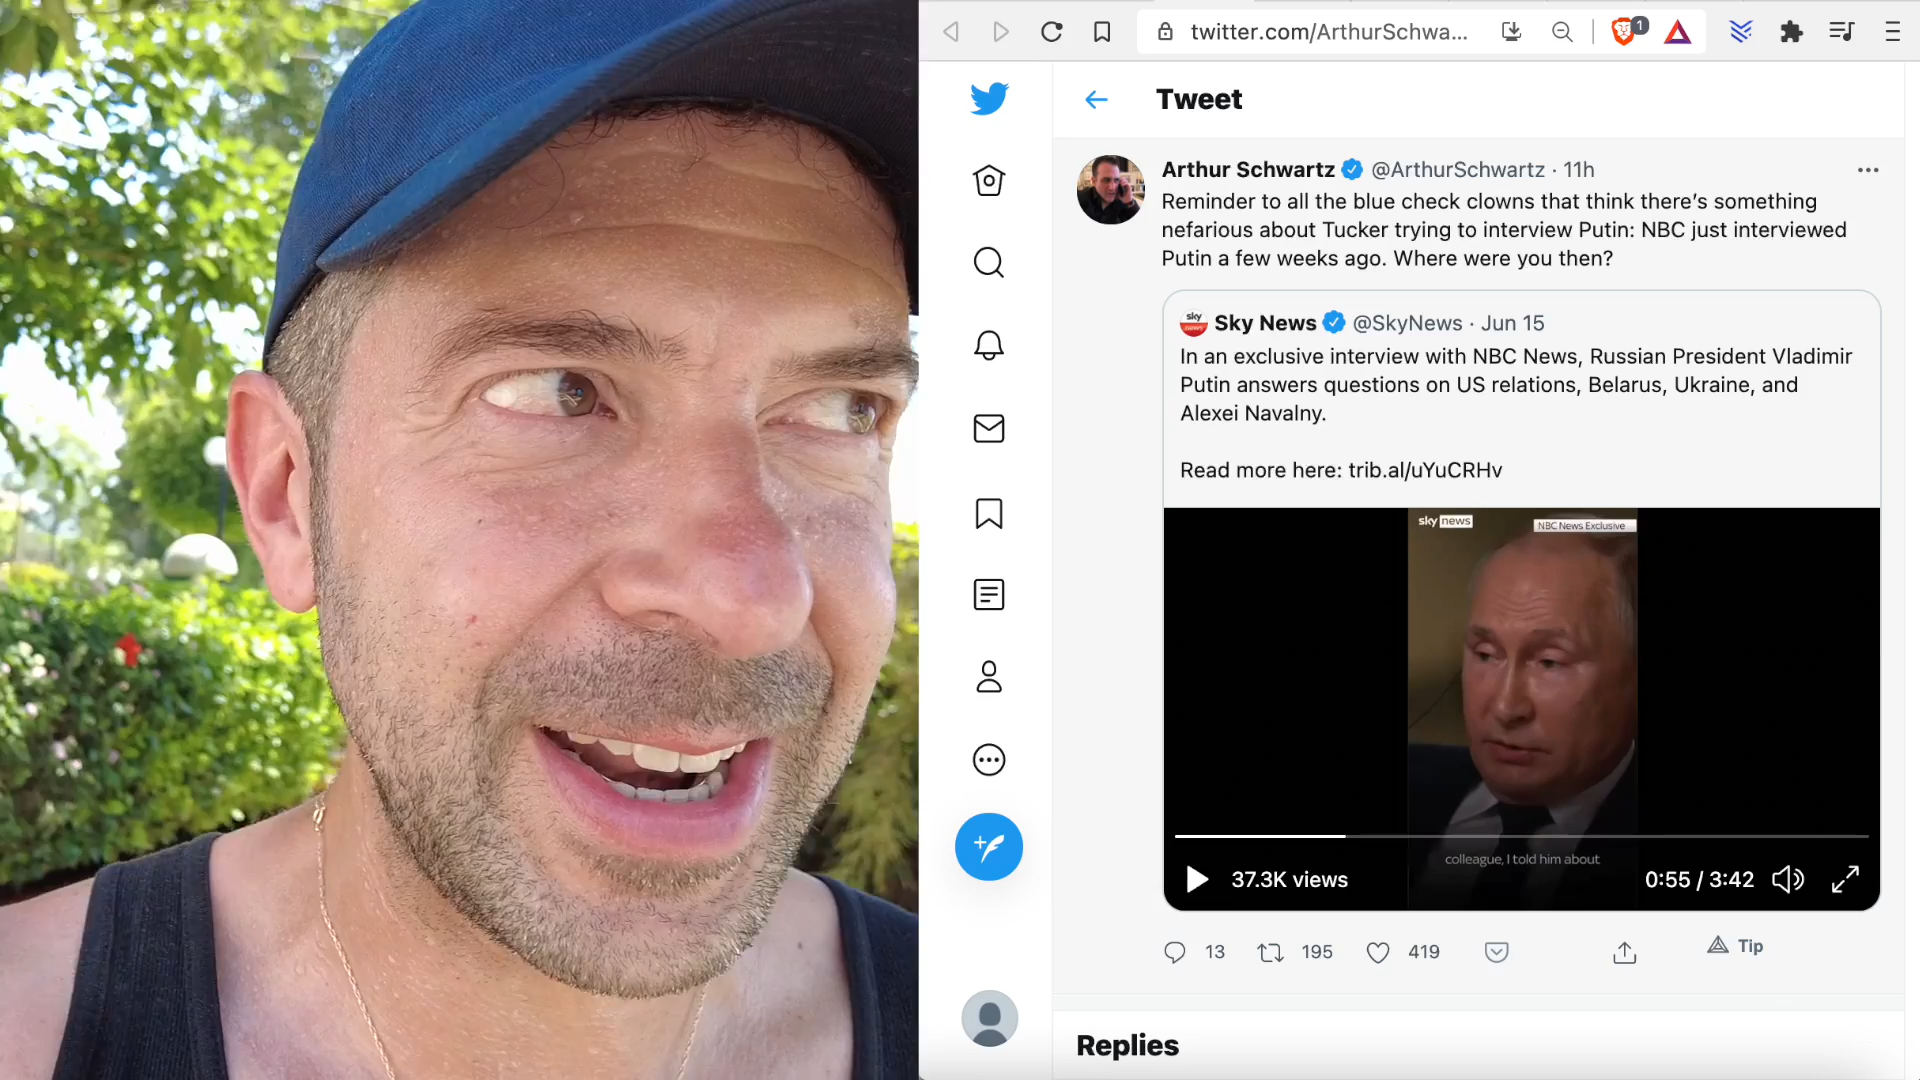 twitter.com/ArthurSchwa...
1
Tweet
Arthur Schwartz @ArthurSchwartz · 11h
Reminder to all the blue check clowns that think there’s something
nefarious about Tucker trying to interview Putin: NBC just interviewed
Putin a few weeks ago. Where were you then?
sky news
Sky News @SkyNews · Jun 15
In an exclusive interview with NBC News, Russian President Vladimir
Putin answers questions on US relations, Belarus, Ukraine, and
Alexei Navalny.
Read more here: trib.al/uYuCRHv
sky news
NBC News Exclusive
colleague, I told him about
37.3K views
0:55 / 3:42
13
195
419
Tip
Replies